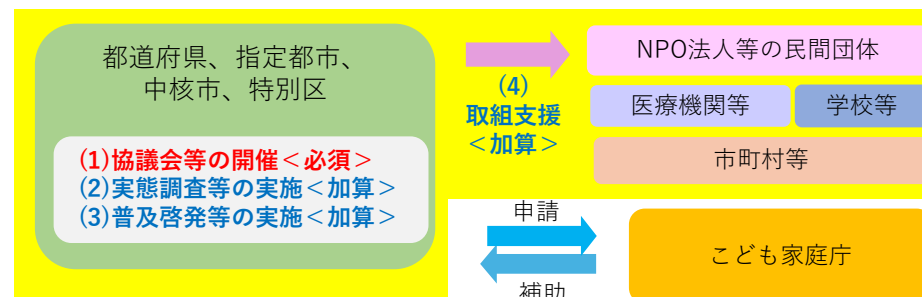 都道府県、指定都市、
中核市、特別区
(1)協議会等の開催＜必須＞
(2)実態調査等の実施＜加算＞
(3)普及啓発等の実施＜加算＞
(4)
取組支援
＜加算＞
NPO法人等の民間団体
医療機関等
学校等
市町村等
申請
補助
こども家庭庁